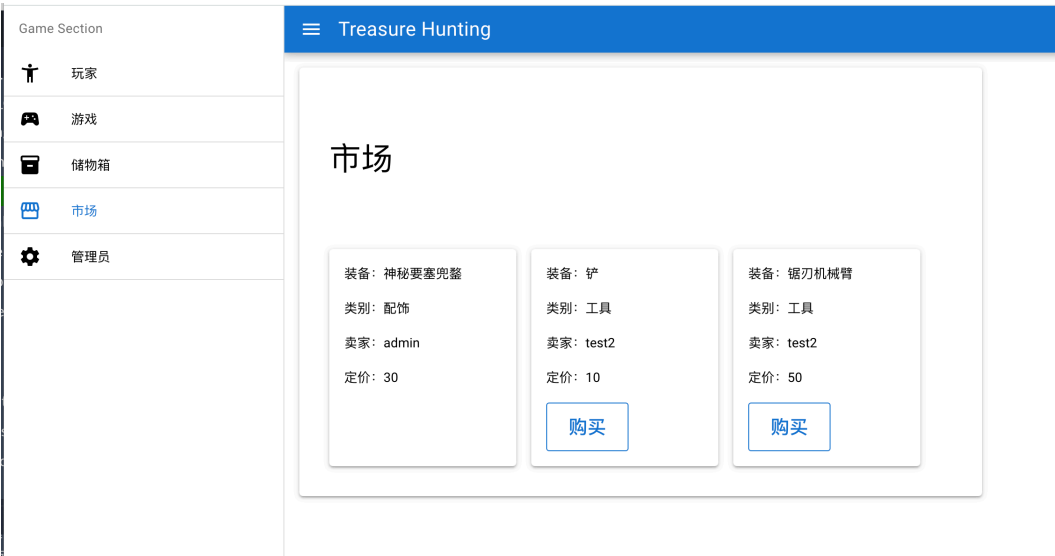 Game Section
玩家
游戏
储物箱
市场
管理员
Treasure Hunting
市场
装备：神秘要塞兜鍪
类别：配饰
卖家：admin
定价：30
装备：铲
类别：工具
卖家：test2
定价：10
购买
装备：锯刃机械臂
类别：工具
卖家：test2
定价：50
购买